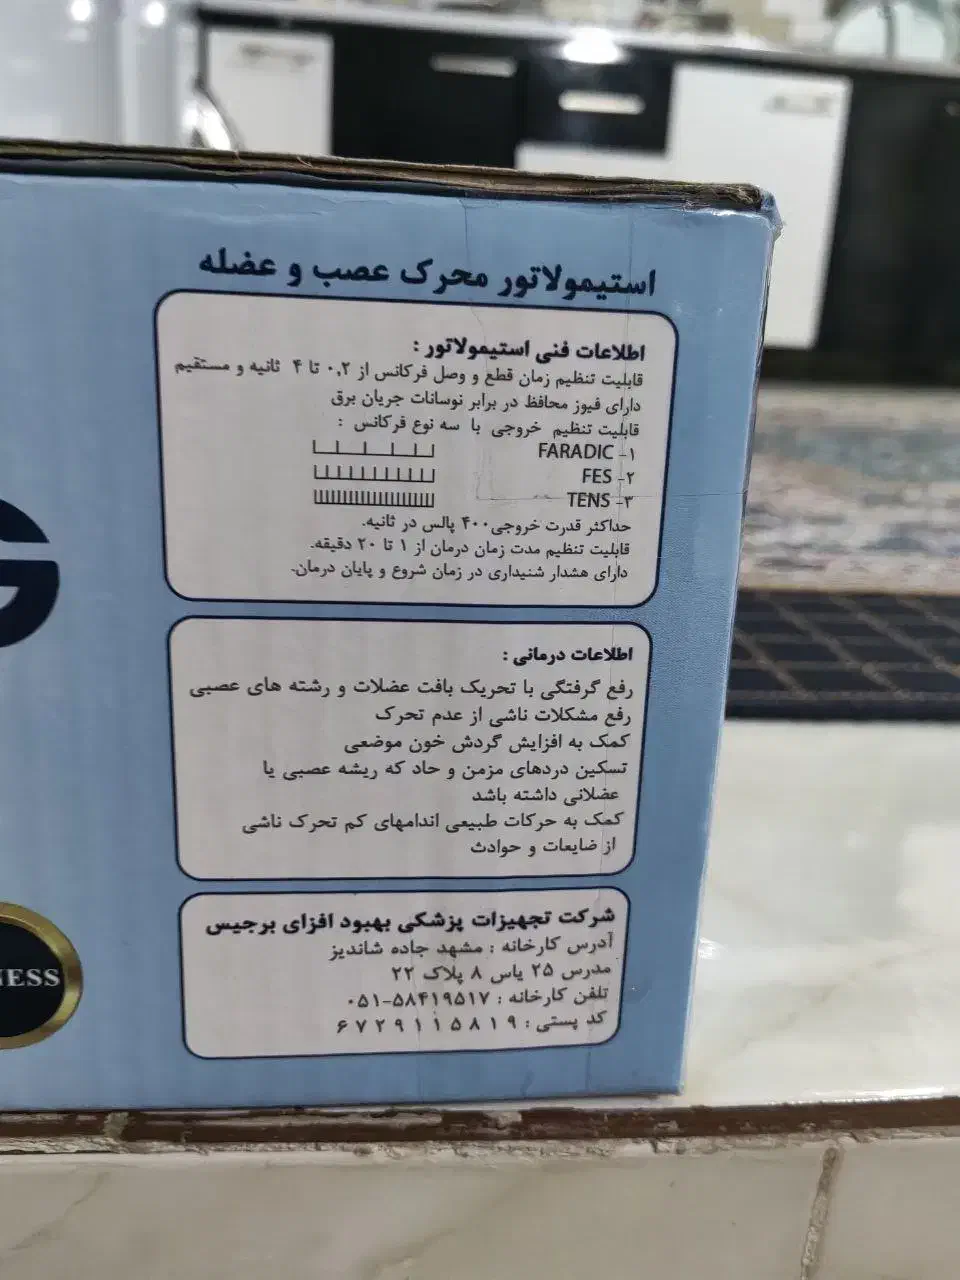 استیمولاتور محرک عصب و عضله
اطلاعات فنی استیمولاتور :
قابلیت تنظیم زمان قطع و وصل فرکانس از ۰,۲ تا ۴ ثانیه و مستقیم
دارای فیوز محافظ در برابر نوسانات جریان برق
قابلیت تنظیم خروجی با سه نوع فرکانس :
۱- FARADIC
۲- FES
۳- TENS
حداکثر قدرت خروجی۴۰۰ پالس در ثانیه.
قابلیت تنظیم مدت زمان درمان از ۱ تا ۲۰ دقیقه.
دارای هشدار شنیداری در زمان شروع و پایان درمان.
اطلاعات درمانی :
رفع گرفتگی با تحریک بافت عضلات و رشته های عصبی
رفع مشکلات ناشی از عدم تحرک
کمک به افزایش گردش خون موضعی
تسکین دردهای مزمن و حاد که ریشه عصبی یا
عضلانی داشته باشد
کمک به حرکات طبیعی اندامهای کم تحرک ناشی
از ضایعات و حوادث
شرکت تجهیزات پزشکی بهبود افزای برجیس
آدرس کارخانه : مشهد جاده شاندیز
مدرس ۲۵ یاس ۸ پلاک ۲۲
تلفن کارخانه : ۰۵۱-۵۸۴۱۹۵۱۷
کد پستی : ۶۷۲۹۱۱۵۸۱۹